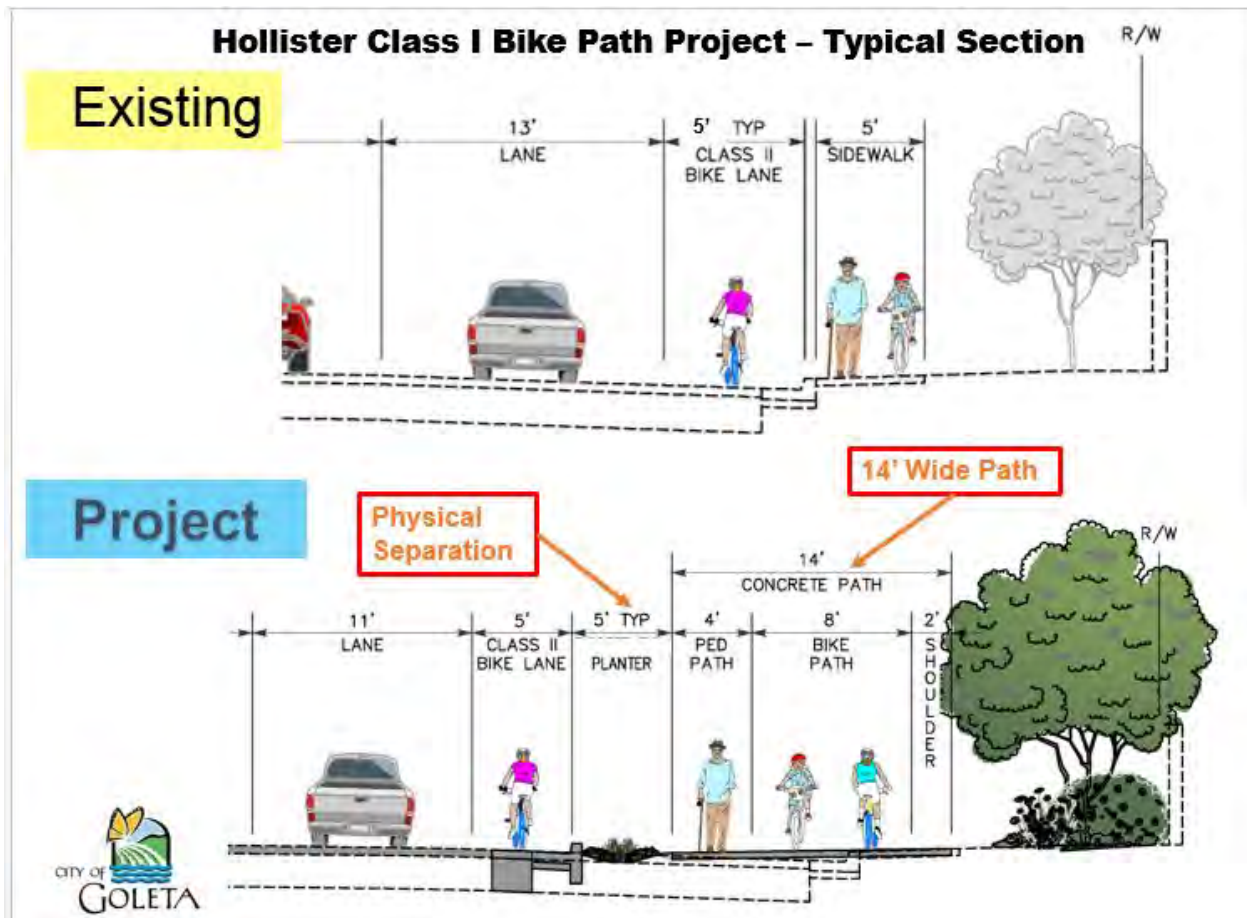 Hollister Class I Bike Path Project – Typical Section
R/W
Existing
13'
LANE
5' TYP
CLASS II
BIKE LANE
5'
SIDEWALK
Project
Physical
Separation
14' Wide Path
R/W
14'
CONCRETE PATH
11'
LANE
5'
CLASS II
BIKE LANE
5' TYP
PLANTER
4'
PED
PATH
8'
BIKE
PATH
2'
SHOULDER
CITY OF
GOLETA